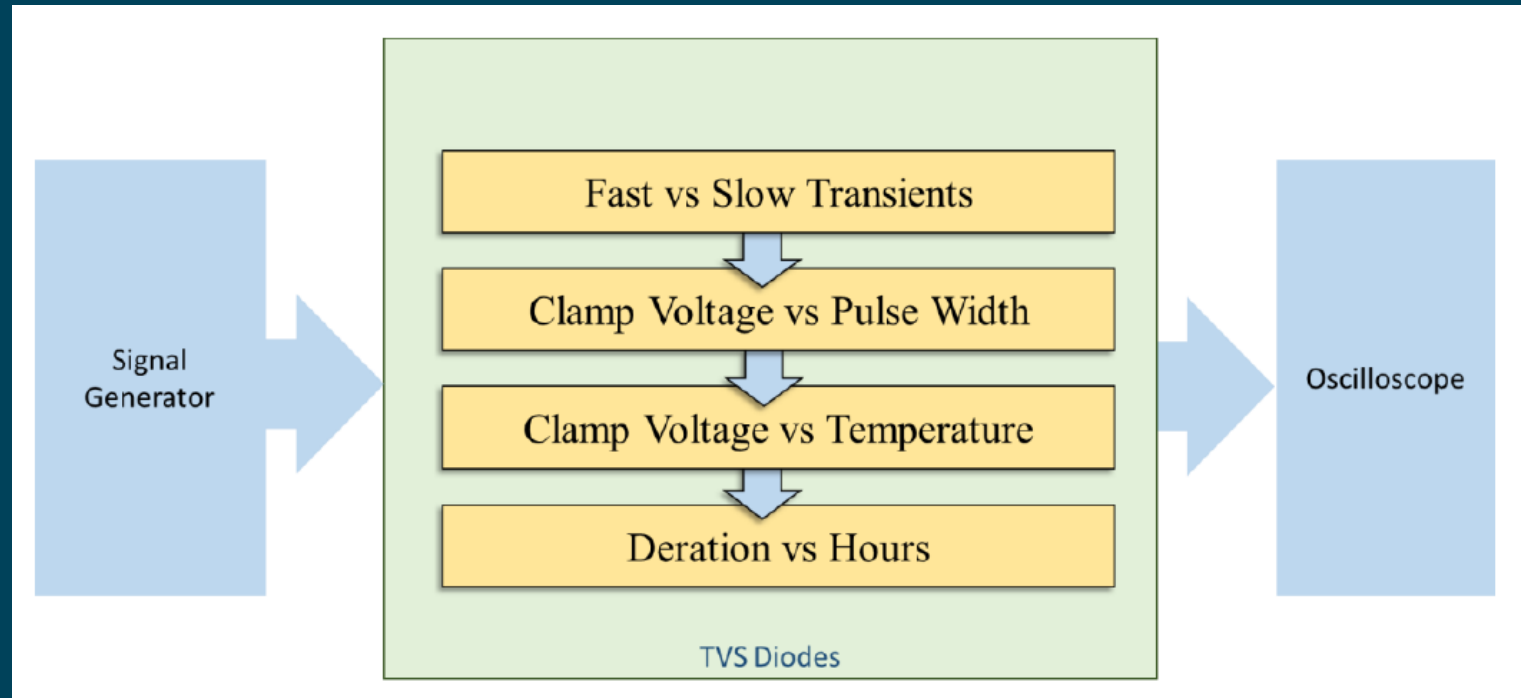 Signal
Generator
Fast vs Slow Transients
Clamp Voltage vs Pulse Width
Clamp Voltage vs Temperature
Deration vs Hours
TVS Diodes
Oscilloscope